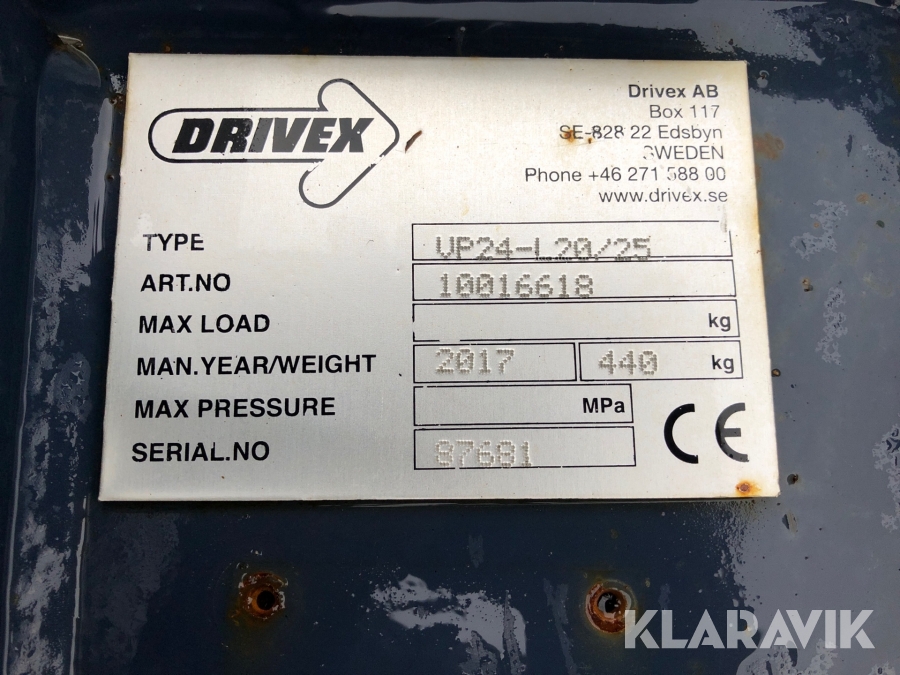 DRIVEX
Drivex AB
Box 117
SE-828 22 Edsbyn
SWEDEN
Phone +46 271 588 00
www.drivex.se
TYPE VP24-L20/25
ART.NO 10016618
MAX LOAD kg
MAN.YEAR/WEIGHT 2017 440 kg
MAX PRESSURE MPa
SERIAL.NO 87681
CE
KLARAVIK